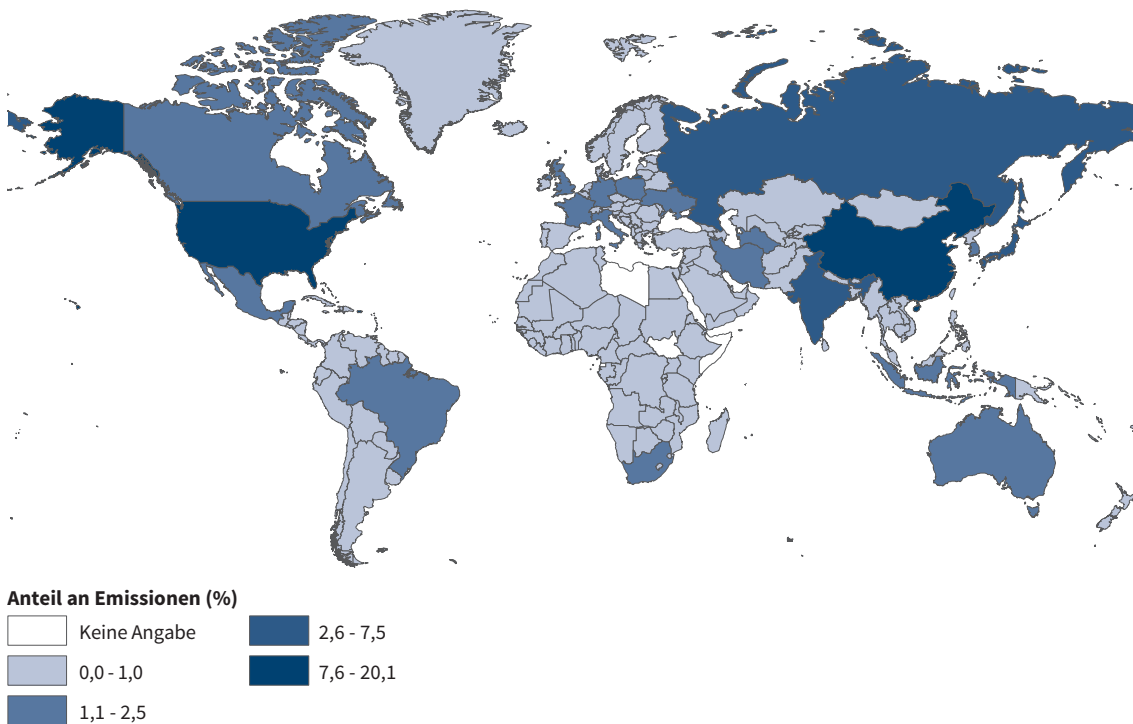 Anteil an Emissionen (%)
Keine Angabe
0,0 - 1,0
1,1 - 2,5
2,6 - 7,5
7,6 - 20,1